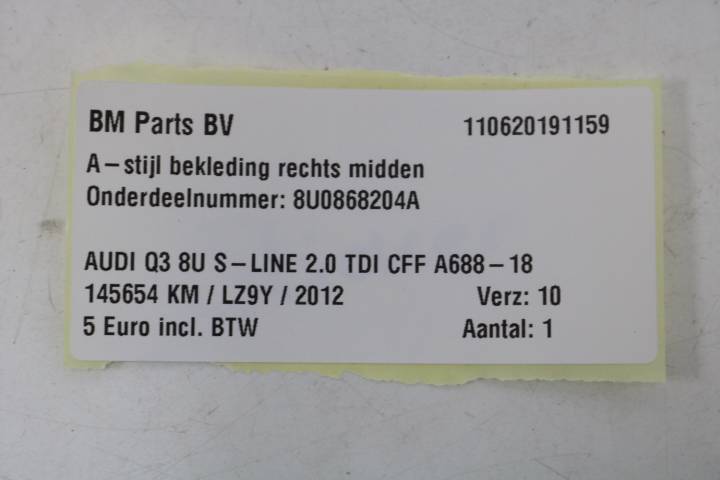 BM Parts BV 110620191159
A-stijl bekleding rechts midden
Onderdeelnummer: 8U0868204A
AUDI Q3 8U S-LINE 2.0 TDI CFF A688-18
145654 KM / LZ9Y / 2012 Verz: 10
5 Euro incl. BTW Aantal: 1